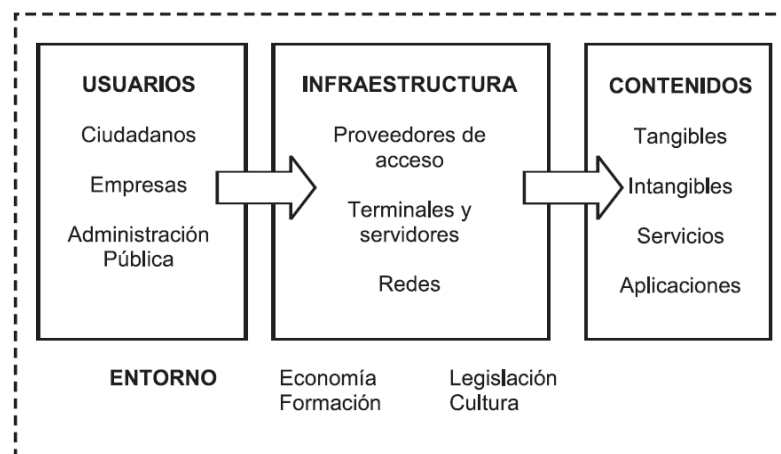 USUARIOS
Ciudadanos
Empresas
Administración
Pública
INFRAESTRUCTURA
Proveedores de
acceso
Terminales y
servidores
Redes
CONTENIDOS
Tangibles
Intangibles
Servicios
Aplicaciones
ENTORNO
Economía
Formación
Legislación
Cultura